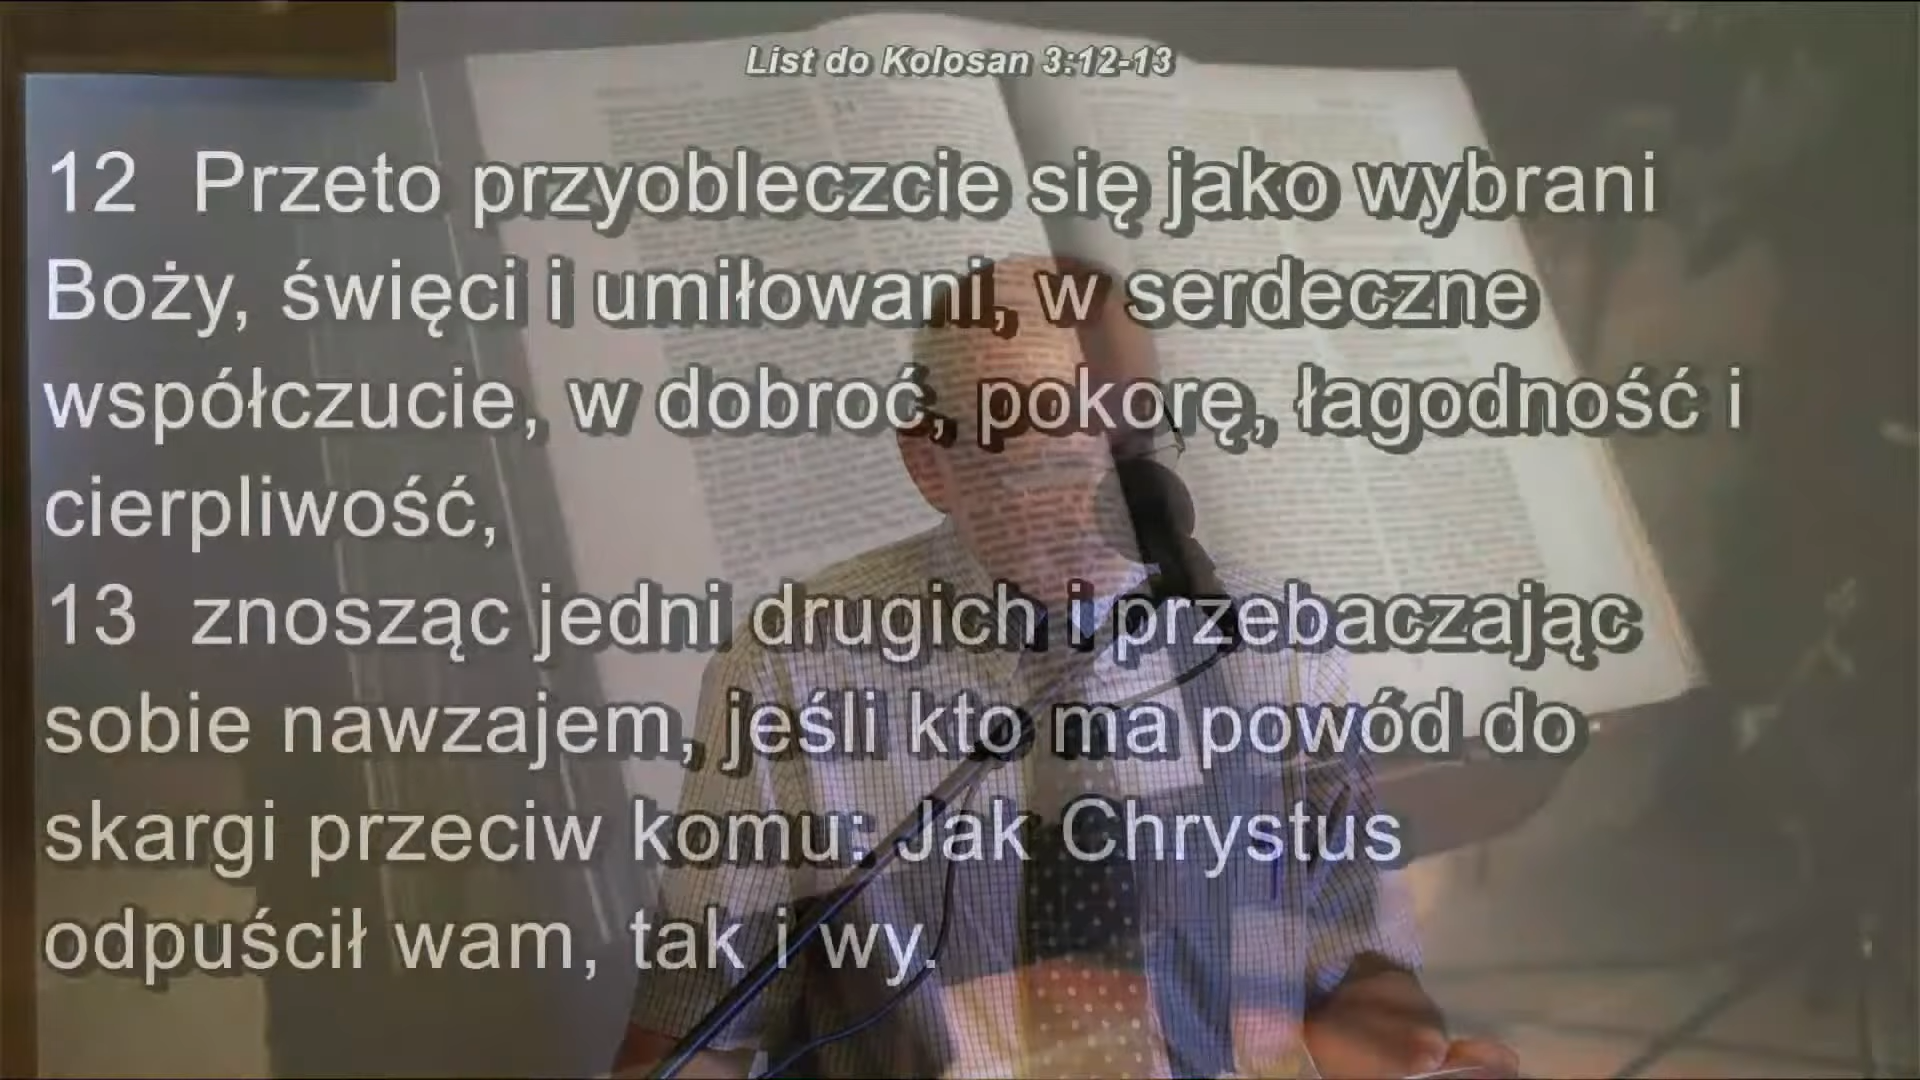 List do Kolosan 3:12-13
12 Przeto przyobleczcie się jako wybrani
Boży, święci i umiłowani, w serdeczne
współczucie, w dobroć, pokorę, łagodność i
cierpliwość,
13 znosząc jedni drugich i przebaczając
sobie nawzajem, jeśli kto ma powód do
skargi przeciw komu: Jak Chrystus
odpuścił wam, tak i wy.